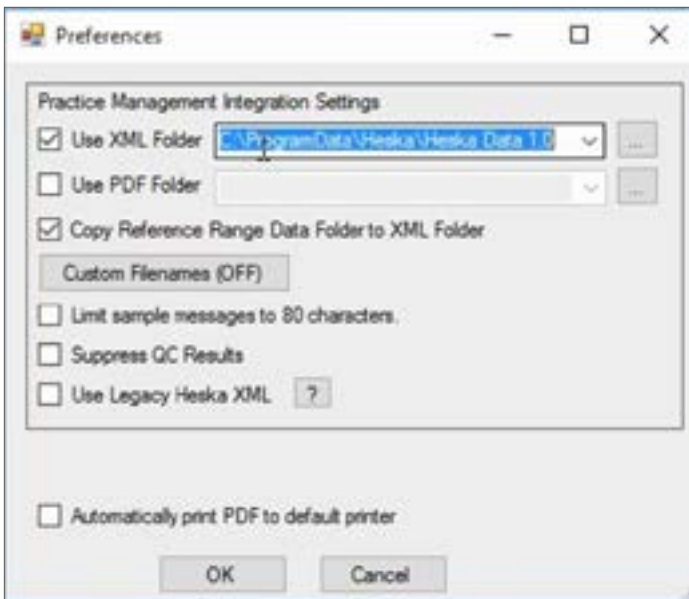 Preferences
Practice Management Integration Settings
Use XML Folder C:\ProgramData\Heska\Heska Data 1.0 ...
Use PDF Folder ...
Copy Reference Range Data Folder to XML Folder
Custom Filenames (OFF)
Limit sample messages to 80 characters.
Suppress QC Results
Use Legacy Heska XML ?
Automatically print PDF to default printer
OK Cancel